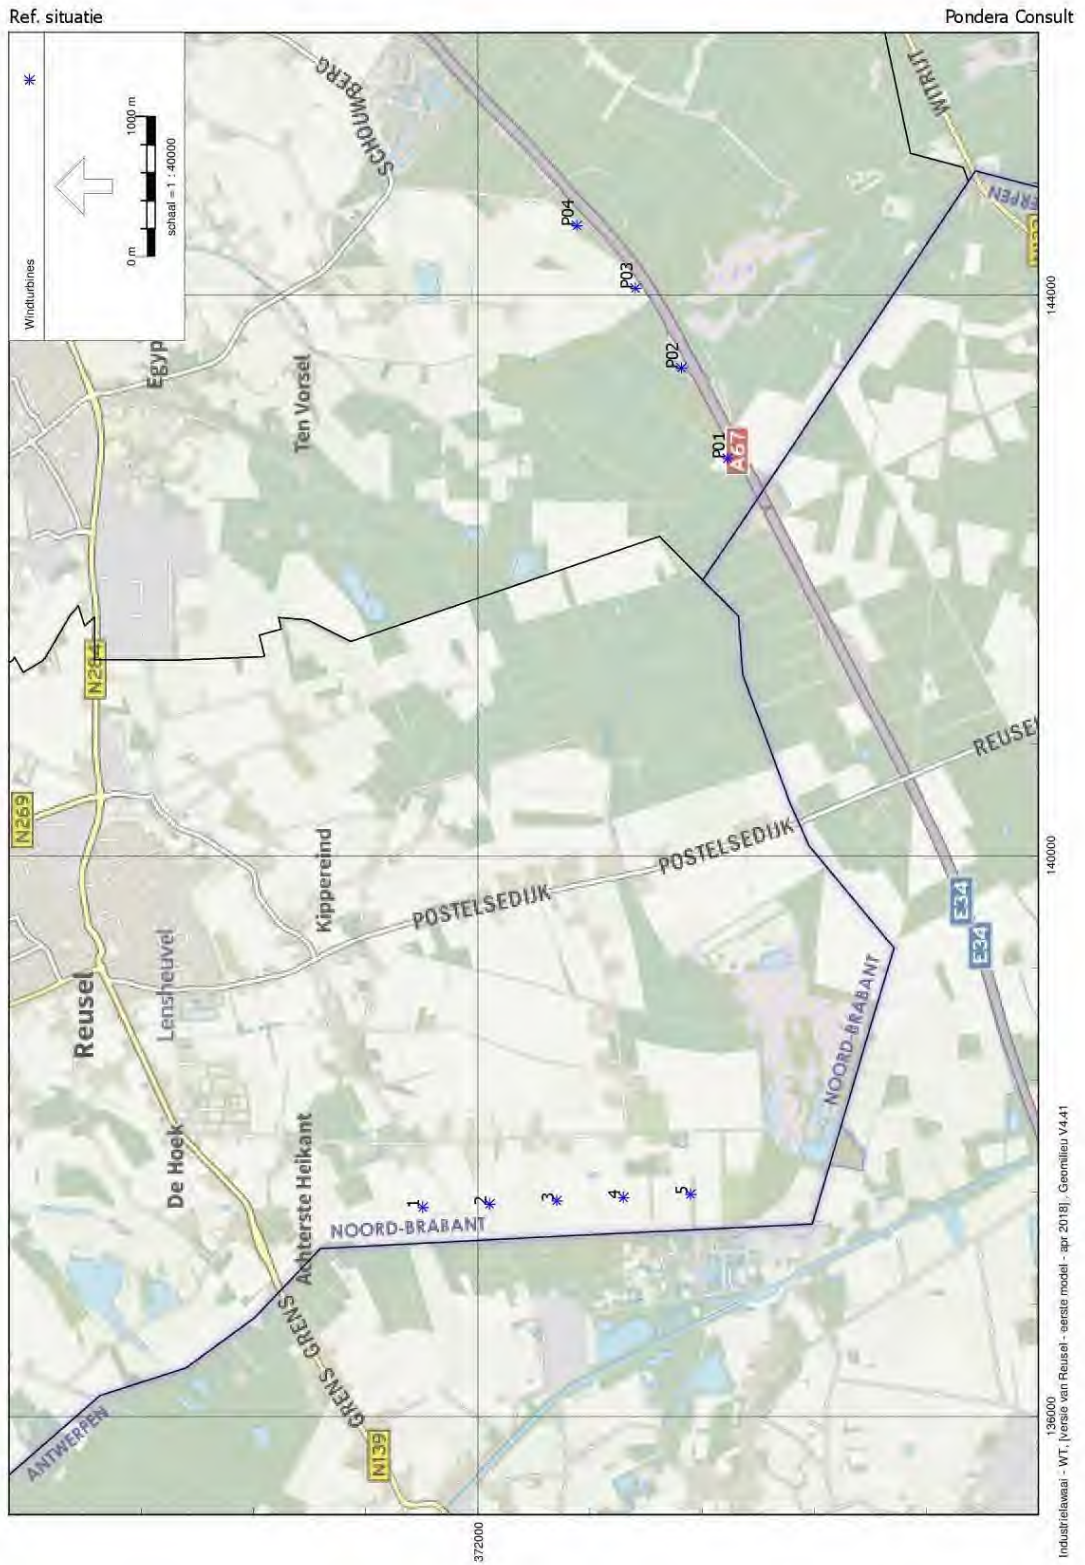 Ref. situatie
Pondera Consult
Windturbines
0 m
1000 m
schaal = 1 : 40000
SCHOUWBERG
WITRIJT
Egyp
Ten Vorsel
P04
P03
P02
P01
A67
144000
N284
N269
REUSEL
POSTELSEDIJK
POSTELSEDIJK
Kippereind
140000
E34
E34
Reusel
Lensheuvel
NOORD-BRABANT
De Hoek
Achterste Heikant
1
2
3
4
5
NOORD-BRABANT
GRENS
GRENS
ANTWERPEN
N139
136000
372000
Industrielawaai - WT, [versie van Reusel - eerste model - apr 2018] , Geomilieu V4.41